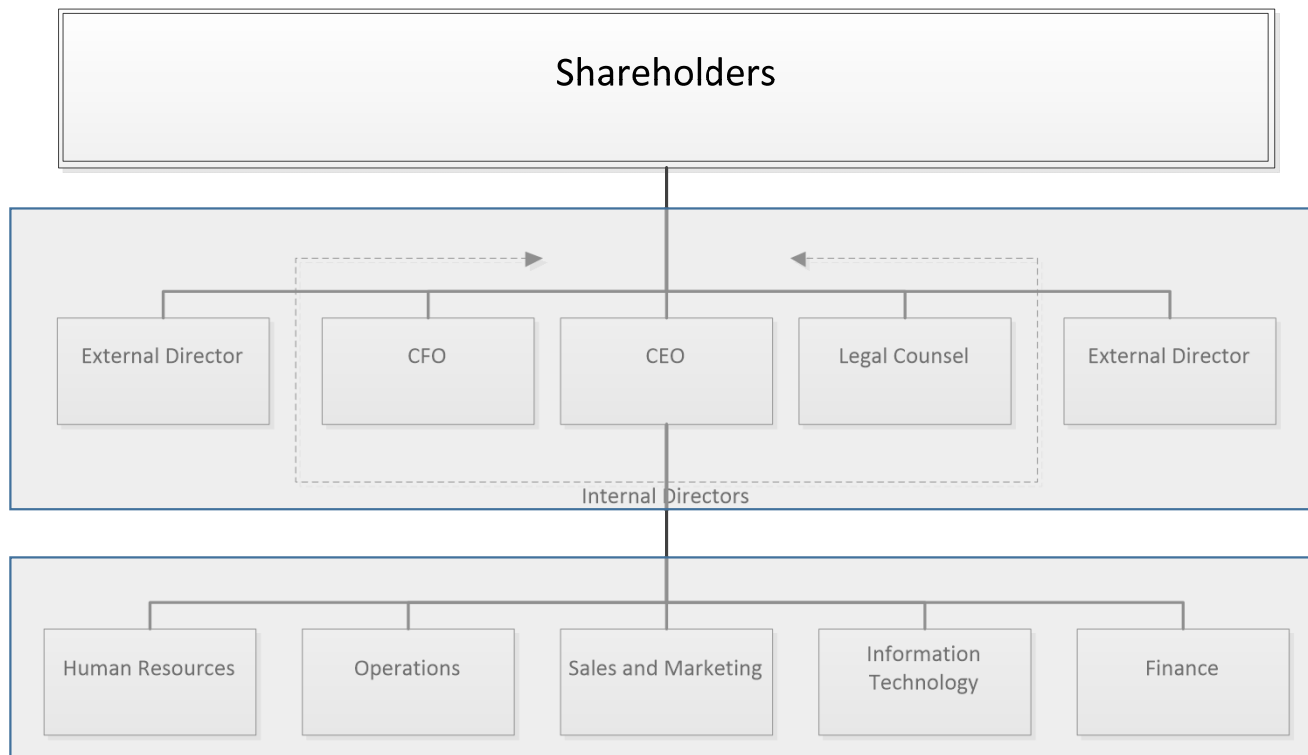 Shareholders
External Director
CFO
CEO
Legal Counsel
External Director
Internal Directors
Human Resources
Operations
Sales and Marketing
Information
Technology
Finance